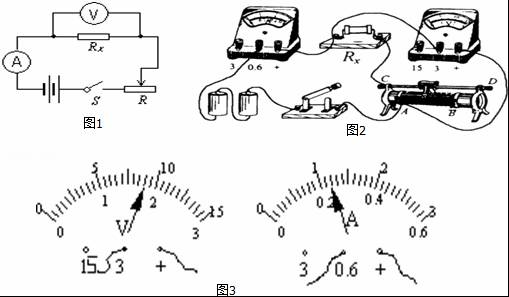 V
A
Rx
S
R
图1
V
A
3 0.6 +
15 3 +
Rx
C
D
A
B
图2
0 5 10 15
0 1 2 3
V
15 3 +
0 1 2 3
0 0.2 0.4 0.6
A
3 0.6 +
图3